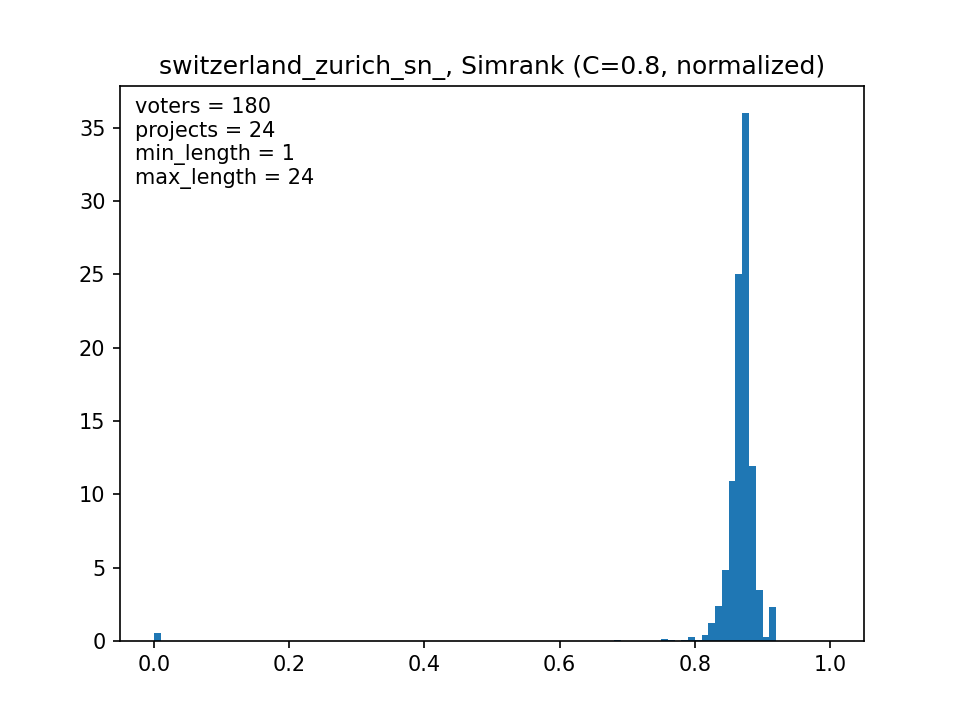 switzerland_zurich_sn_, Simrank (C=0.8, normalized)
voters = 180
projects = 24
min_length = 1
max_length = 24
35
30
25
20
15
10
5
0
0.0 0.2 0.4 0.6 0.8 1.0